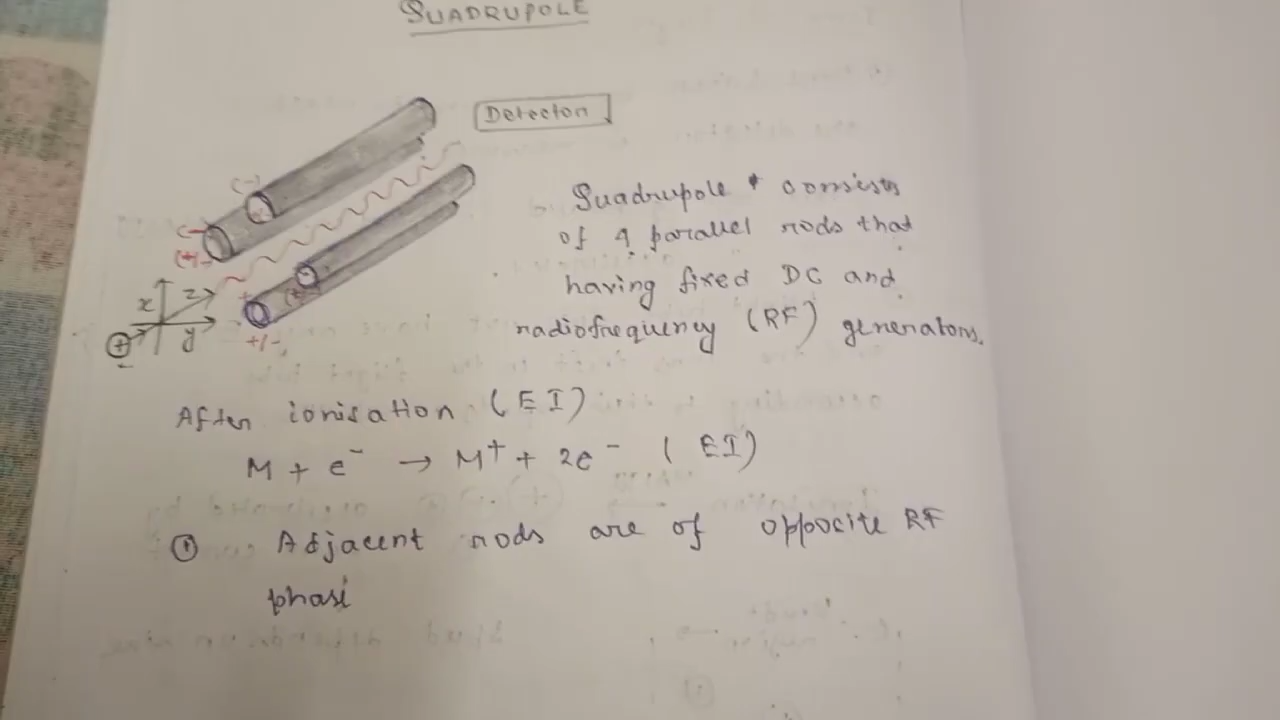 QUADRUPOLE
Detector
(-)
(-
(+)-
x
z
y
+
(+)
+/-
Quadrupole consists
of 4 parallel rods that
having fixed DC and
radiofrequency (RF) generators.
After ionisation (EI)
M + e⁻ → M⁺ + 2e⁻ (EI)
① Adjacent rods are of opposite RF
phase